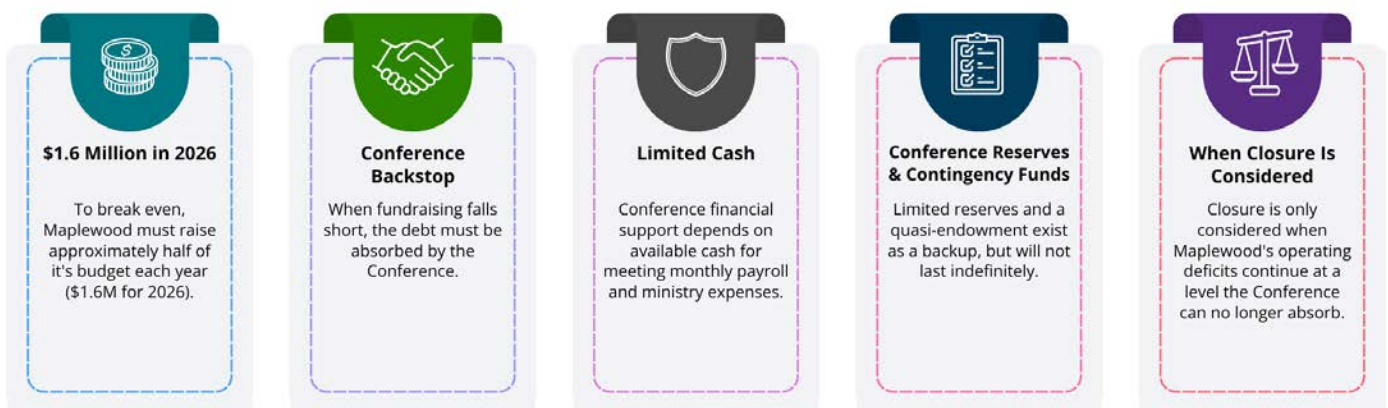 $1.6 Million in 2026
To break even,
Maplewood must raise
approximately half of
it's budget each year
($1.6M for 2026).
Conference
Backstop
When fundraising falls
short, the debt must be
absorbed by the
Conference.
Limited Cash
Conference financial
support depends on
available cash for
meeting monthly payroll
and ministry expenses.
Conference Reserves
& Contingency Funds
Limited reserves and a
quasi-endowment exist
as a backup, but will not
last indefinitely.
When Closure Is
Considered
Closure is only
considered when
Maplewood's operating
deficits continue at a
level the Conference
can no longer absorb.